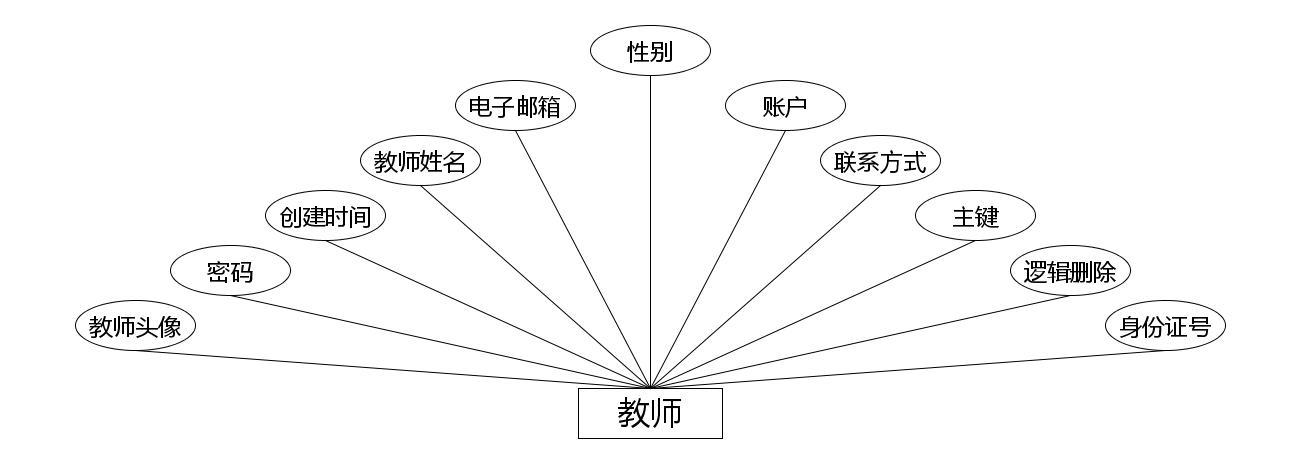 性别
电子邮箱
账户
教师姓名
联系方式
创建时间
主键
密码
逻辑删除
教师头像
身份证号
教师